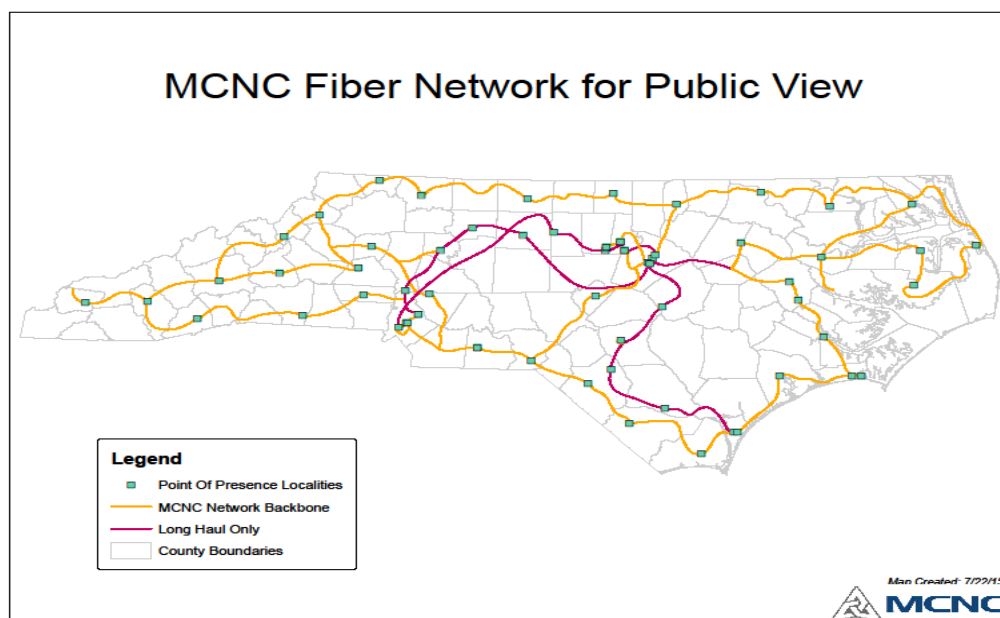 MCNC Fiber Network for Public View
Legend
Point Of Presence Localities
MCNC Network Backbone
Long Haul Only
County Boundaries
Map Created: 7/22/15
MCNC